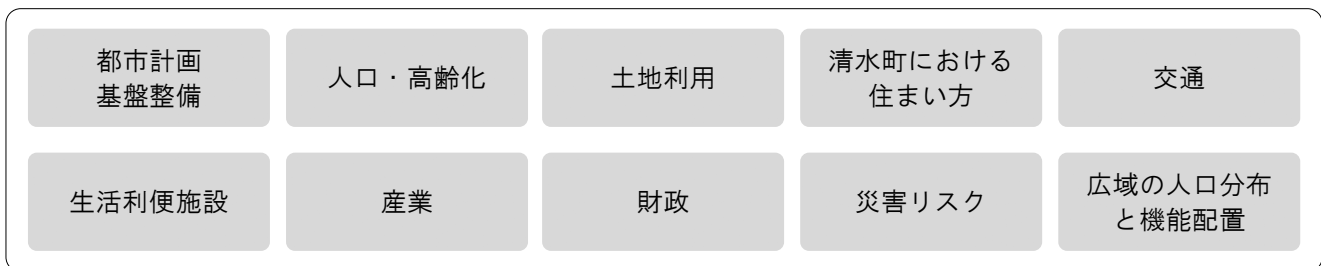 都市計画
基盤整備
人口・高齢化
土地利用
清水町における
住まい方
交通
生活利便施設
産業
財政
災害リスク
広域の人口分布
と機能配置